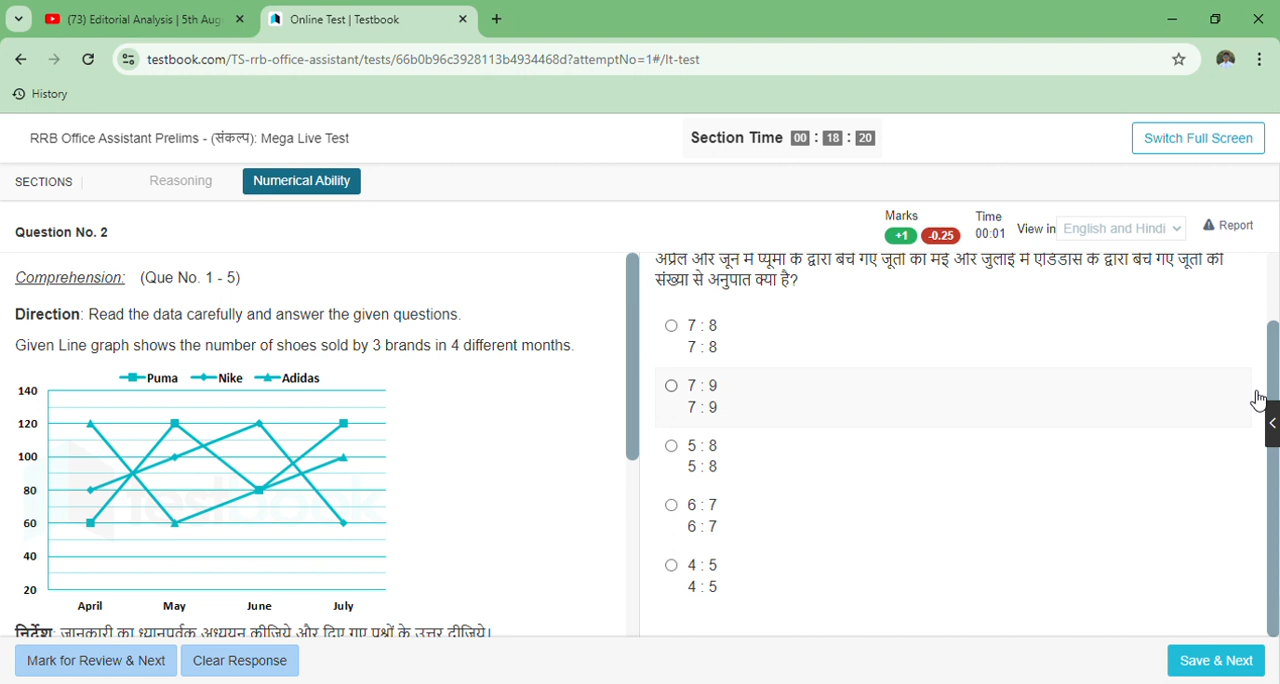 (73) Editorial Analysis | 5th Aug
Online Test | Testbook
testbook.com/TS-rrb-office-assistant/tests/66b0b96c3928113b4934468d?attemptNo=1#/lt-test
History
RRB Office Assistant Prelims - (संकल्प): Mega Live Test
Section Time 00 : 18 : 20
Switch Full Screen
SECTIONS
Reasoning
Numerical Ability
Question No. 2
Marks
+1
-0.25
Time
00:01
View in
English and Hindi
Report
Comprehension: (Que No. 1 - 5)
Direction: Read the data carefully and answer the given questions.
Given Line graph shows the number of shoes sold by 3 brands in 4 different months.
Puma Nike Adidas
140
120
100
80
60
40
20
April May June July
testbook
निर्देश: जानकारी का ध्यानपूर्वक अध्ययन कीजिये और दिए गए प्रश्नों के उत्तर दीजिये।
अप्रैल और जून में प्यूमा के द्वारा बेचे गए जूतों का मई और जुलाई में एडिडास के द्वारा बेचे गए जूतों की
संख्या से अनुपात क्या है?
7 : 8
7 : 8
7 : 9
7 : 9
5 : 8
5 : 8
6 : 7
6 : 7
4 : 5
4 : 5
Mark for Review & Next
Clear Response
Save & Next